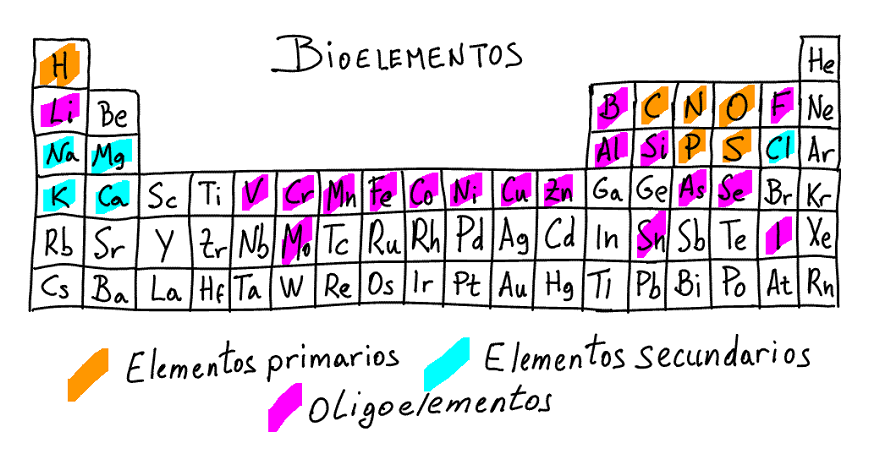 BIOELEMENTOS
H He
Li Be B C N O F Ne
Na Mg Al Si P S Cl Ar
K Ca Sc Ti V Cr Mn Fe Co Ni Cu Zn Ga Ge As Se Br Kr
Rb Sr Y Zr Nb Mo Tc Ru Rh Pd Ag Cd In Sn Sb Te I Xe
Cs Ba La Hf Ta W Re Os Ir Pt Au Hg Tl Pb Bi Po At Rn
Elementos primarios Elementos secundarios
Oligoelementos